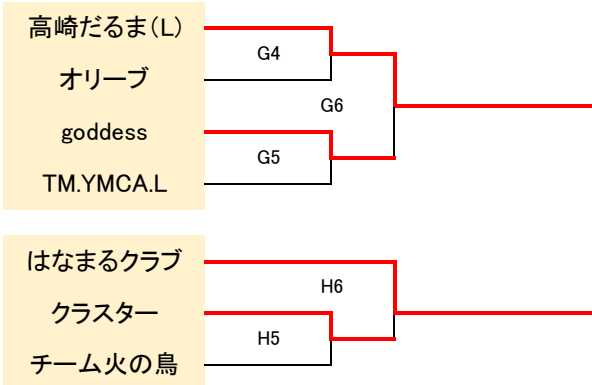 高崎だるま(L)
G4
オリーブ
G6
goddess
G5
TM.YMCA.L
はなまるクラブ
H6
クラスター
H5
チーム火の鳥